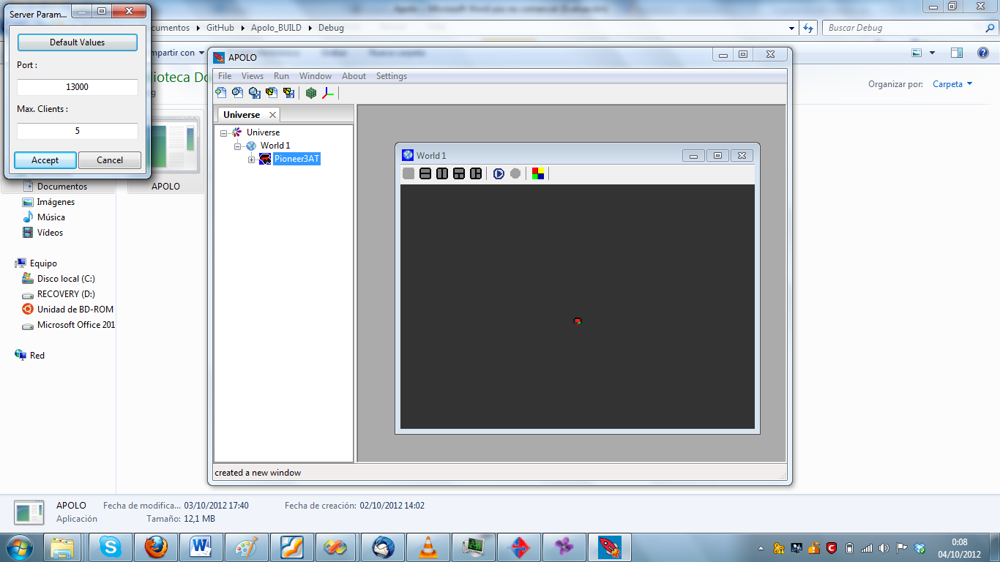 Server Param...
Default Values
Port :
13000
Max. Clients :
5
Accept
Cancel
cumentos
GitHub
Apolo_BUILD
Debug
Buscar Debug
mpartir con
lioteca Do
Organizar por:
Carpeta
APOLO
Documentos
Imágenes
Música
Vídeos
Equipo
Disco local (C:)
RECOVERY (D:)
Unidad de BD-ROM
Microsoft Office 201
Red
APOLO
File Views Run Window About Settings
Universe
Universe
World 1
Pioneer3AT
World 1
created a new window
APOLO
Fecha de modifica... 03/10/2012 17:40
Fecha de creación: 02/10/2012 14:02
Aplicación
Tamaño: 12,1 MB
0:08
04/10/2012